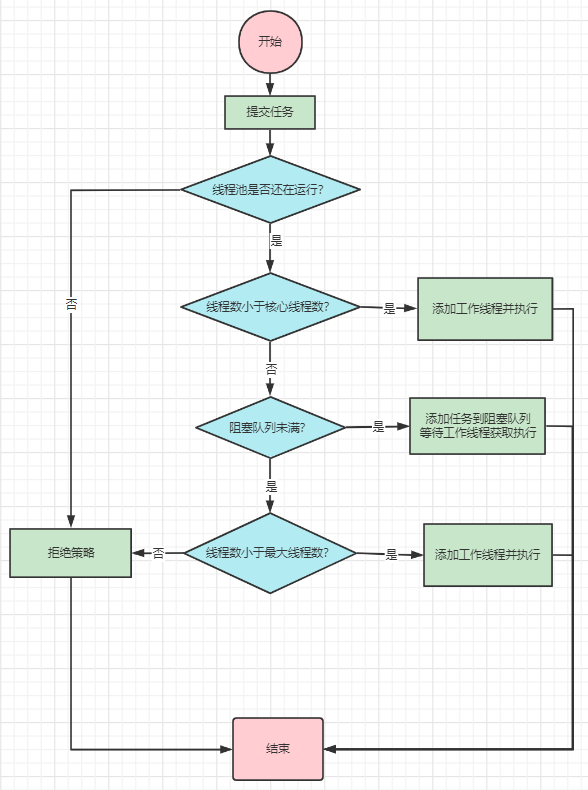 开始
提交任务
线程池是否还在运行?
是
否
线程数小于核心线程数?
是
添加工作线程并执行
否
阻塞队列未满?
是
添加任务到阻塞队列
等待工作线程获取执行
是
拒绝策略
否
线程数小于最大线程数?
是
添加工作线程并执行
结束